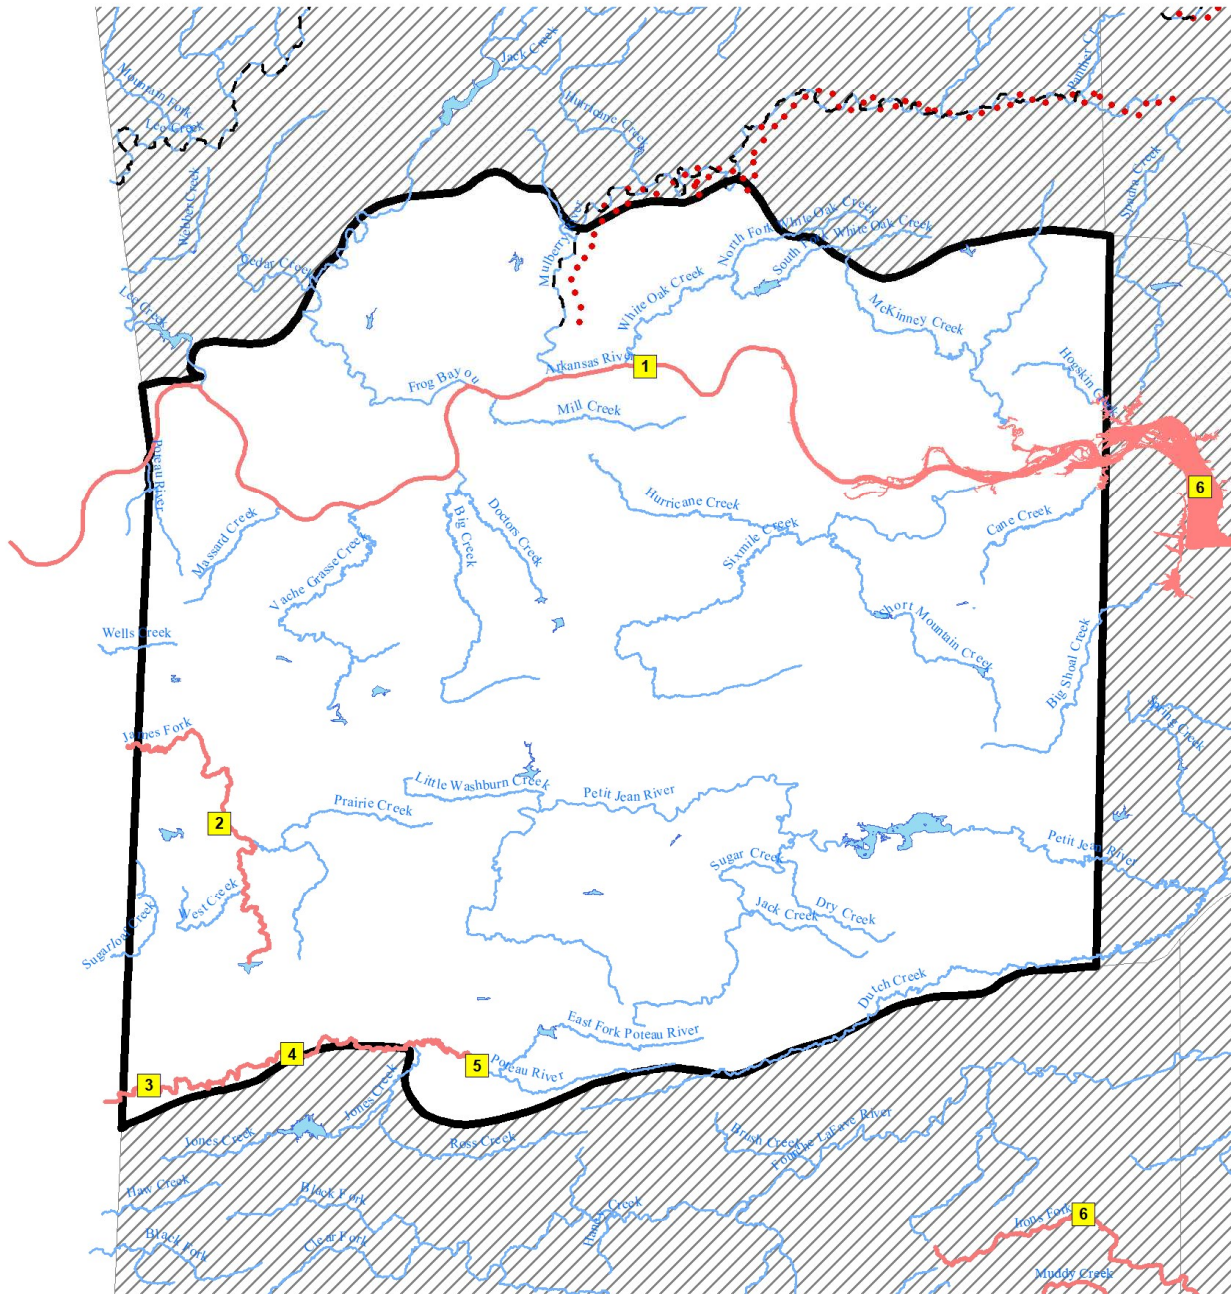 Jack Creek
Panther Cr
Mountain Fork
Lee Creek
Hurricane Creek
Webber Creek
Spadra Creek
Mulberry River
North Fork White Oak Creek
South Fork White Oak Creek
Cedar Creek
Lee Creek
White Oak Creek
McKinney Creek
Hogskin Creek
Arkansas River
1
Frog Bayou
Mill Creek
Poteau River
6
Hurricane Creek
Doctors Creek
Big Creek
Massard Creek
Cane Creek
Sixmile Creek
Vache Grasse Creek
Short Mountain Creek
Wells Creek
Big Shoal Creek
Spring Creek
James Fork
Little Washburn Creek
Petit Jean River
Prairie Creek
2
Petit Jean River
Sugar Creek
West Creek
Dry Creek
Jack Creek
Sugarloaf Creek
Dutch Creek
East Fork Poteau River
4
5
Poteau River
3
Jones Creek
Jones Creek
Ross Creek
Brush Creek
Fourche LaFave River
Haw Creek
Black Fork
Haney Creek
Irons Fork
6
Black Fork
Clear Fork
Muddy Creek